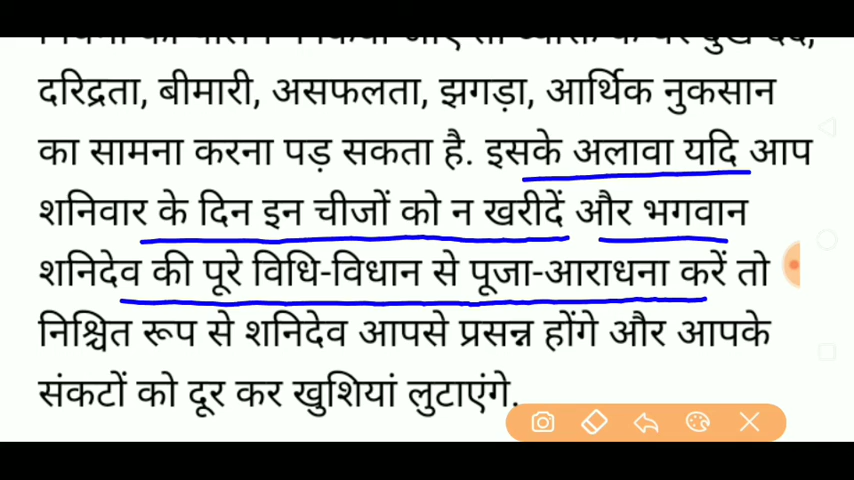 दरिद्रता, बीमारी, असफलता, झगड़ा, आर्थिक नुकसान
का सामना करना पड़ सकता है. इसके अलावा यदि आप
शनिवार के दिन इन चीजों को न खरीदें और भगवान
शनिदेव की पूरे विधि-विधान से पूजा-आराधना करें तो
निश्चित रूप से शनिदेव आपसे प्रसन्न होंगे और आपके
संकटों को दूर कर खुशियां लुटाएंगे.